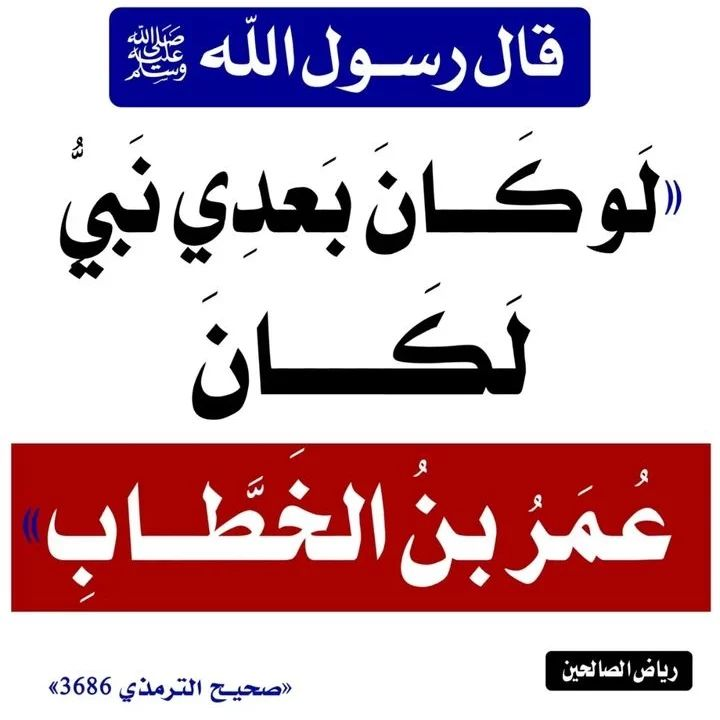 قال رسول الله ﷺ
«لَو كَانَ بَعدِي نَبيُّ
لَكَانَ
عُمَرُ بنُ الخَطَّابِ»
رياض الصالحين
«صحيح الترمذي 3686»